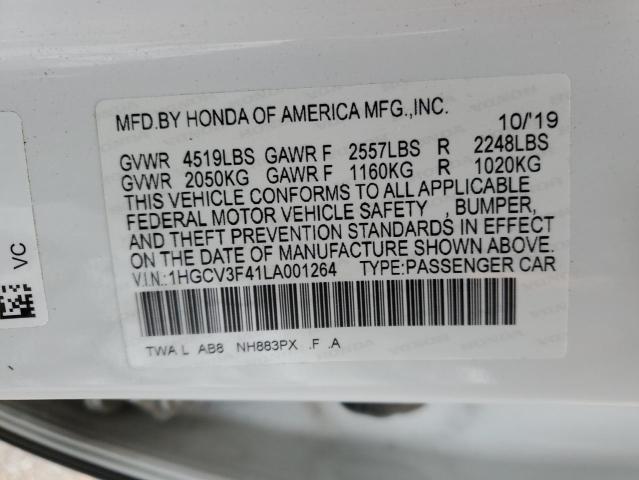 MFD.BY HONDA OF AMERICA MFG.,INC.
10/'19
GVWR 4519LBS GAWR F 2557LBS R 2248LBS
GVWR 2050KG GAWR F 1160KG R 1020KG
THIS VEHICLE CONFORMS TO ALL APPLICABLE
FEDERAL MOTOR VEHICLE SAFETY , BUMPER,
AND THEFT PREVENTION STANDARDS IN EFFECT
ON THE DATE OF MANUFACTURE SHOWN ABOVE.
V.I.N.:1HGCV3F41LA001264 TYPE:PASSENGER CAR
TWA L AB8 NH883PX .F .A
VC